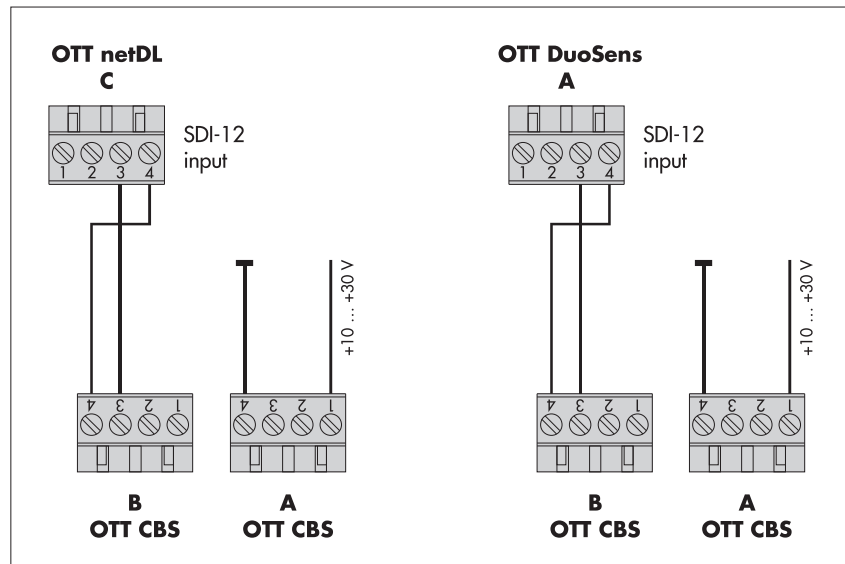 OTT netDL
C
SDI-12
input
1 2 3 4
+10 ... +30 V
4 3 2 1
4 3 2 1
B
OTT CBS
A
OTT CBS
OTT DuoSens
A
SDI-12
input
1 2 3 4
+10 ... +30 V
4 3 2 1
4 3 2 1
B
OTT CBS
A
OTT CBS